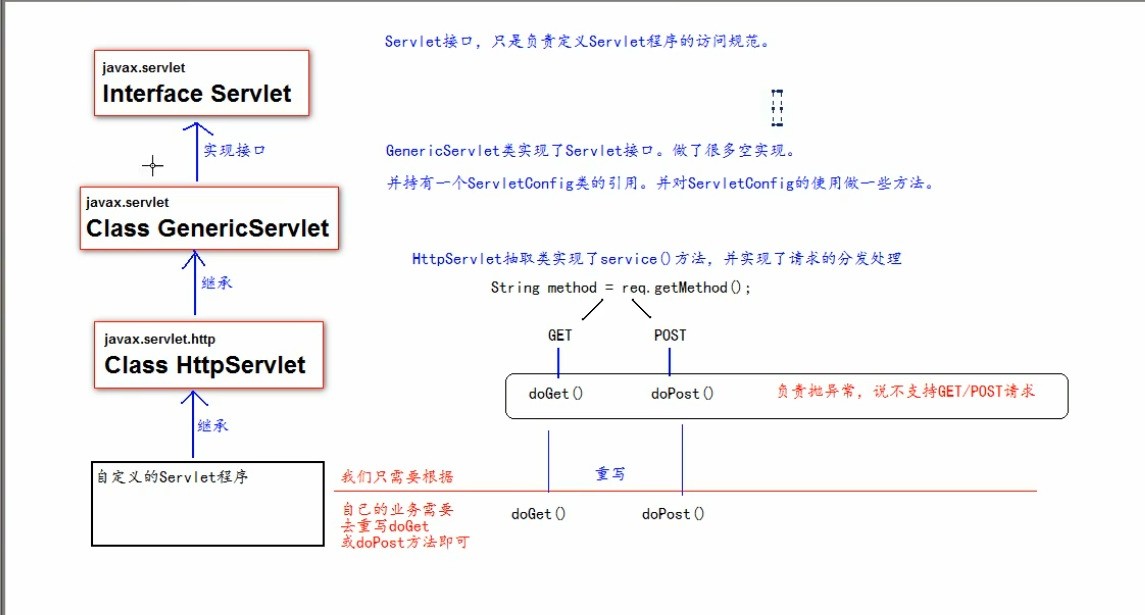 Servlet接口，只是负责定义Servlet程序的访问规范。
javax.servlet
Interface Servlet
实现接口
GenericServlet类实现了Servlet接口。做了很多空实现。
并持有一个ServletConfig类的引用。并对ServletConfig的使用做一些方法。
javax.servlet
Class GenericServlet
继承
HttpServlet抽取类实现了service()方法，并实现了请求的分发处理
String method = req.getMethod();
GET
POST
javax.servlet.http
Class HttpServlet
doGet()
doPost()
负责抛异常，说不支持GET/POST请求
继承
自定义的Servlet程序
我们只需要根据
重写
自己的业务需要
去重写doGet
或doPost方法即可
doGet()
doPost()